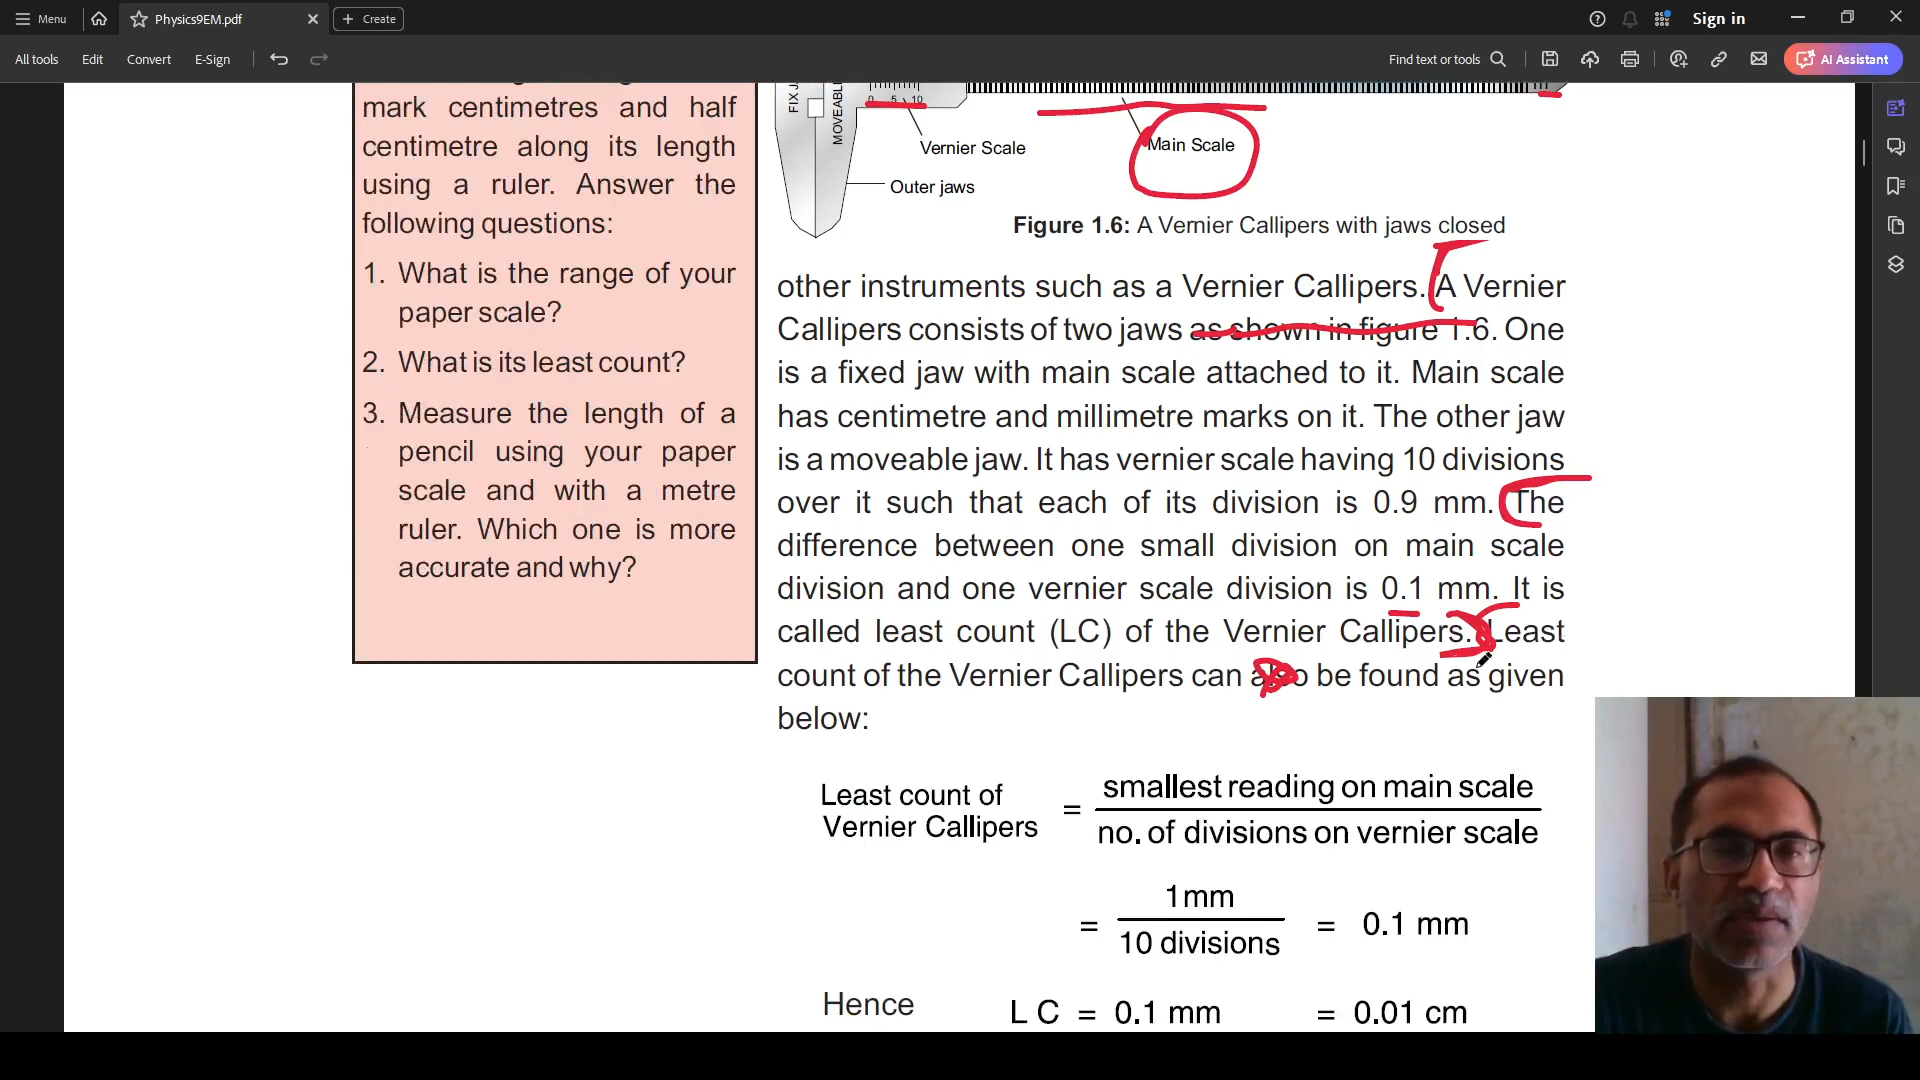 Menu
Physics9EM.pdf
Create
Sign in
All tools
Edit
Convert
E-Sign
Find text or tools
AI Assistant
mark centimetres and half
centimetre along its length
using a ruler. Answer the
following questions:
1. What is the range of your
paper scale?
2. What is its least count?
3. Measure the length of a
pencil using your paper
scale and with a metre
ruler. Which one is more
accurate and why?
0 5 10
MOVEABLE
Vernier Scale
Main Scale
Outer jaws
Figure 1.6: A Vernier Callipers with jaws closed
other instruments such as a Vernier Callipers. A Vernier
Callipers consists of two jaws as shown in figure 1.6. One
is a fixed jaw with main scale attached to it. Main scale
has centimetre and millimetre marks on it. The other jaw
is a moveable jaw. It has vernier scale having 10 divisions
over it such that each of its division is 0.9 mm. The
difference between one small division on main scale
division and one vernier scale division is 0.1 mm. It is
called least count (LC) of the Vernier Callipers. Least
count of the Vernier Callipers can also be found as given
below:
Least count of
Vernier Callipers
= smallest reading on main scale
no. of divisions on vernier scale
= 1mm
10 divisions
= 0.1 mm
Hence L C = 0.1 mm = 0.01 cm